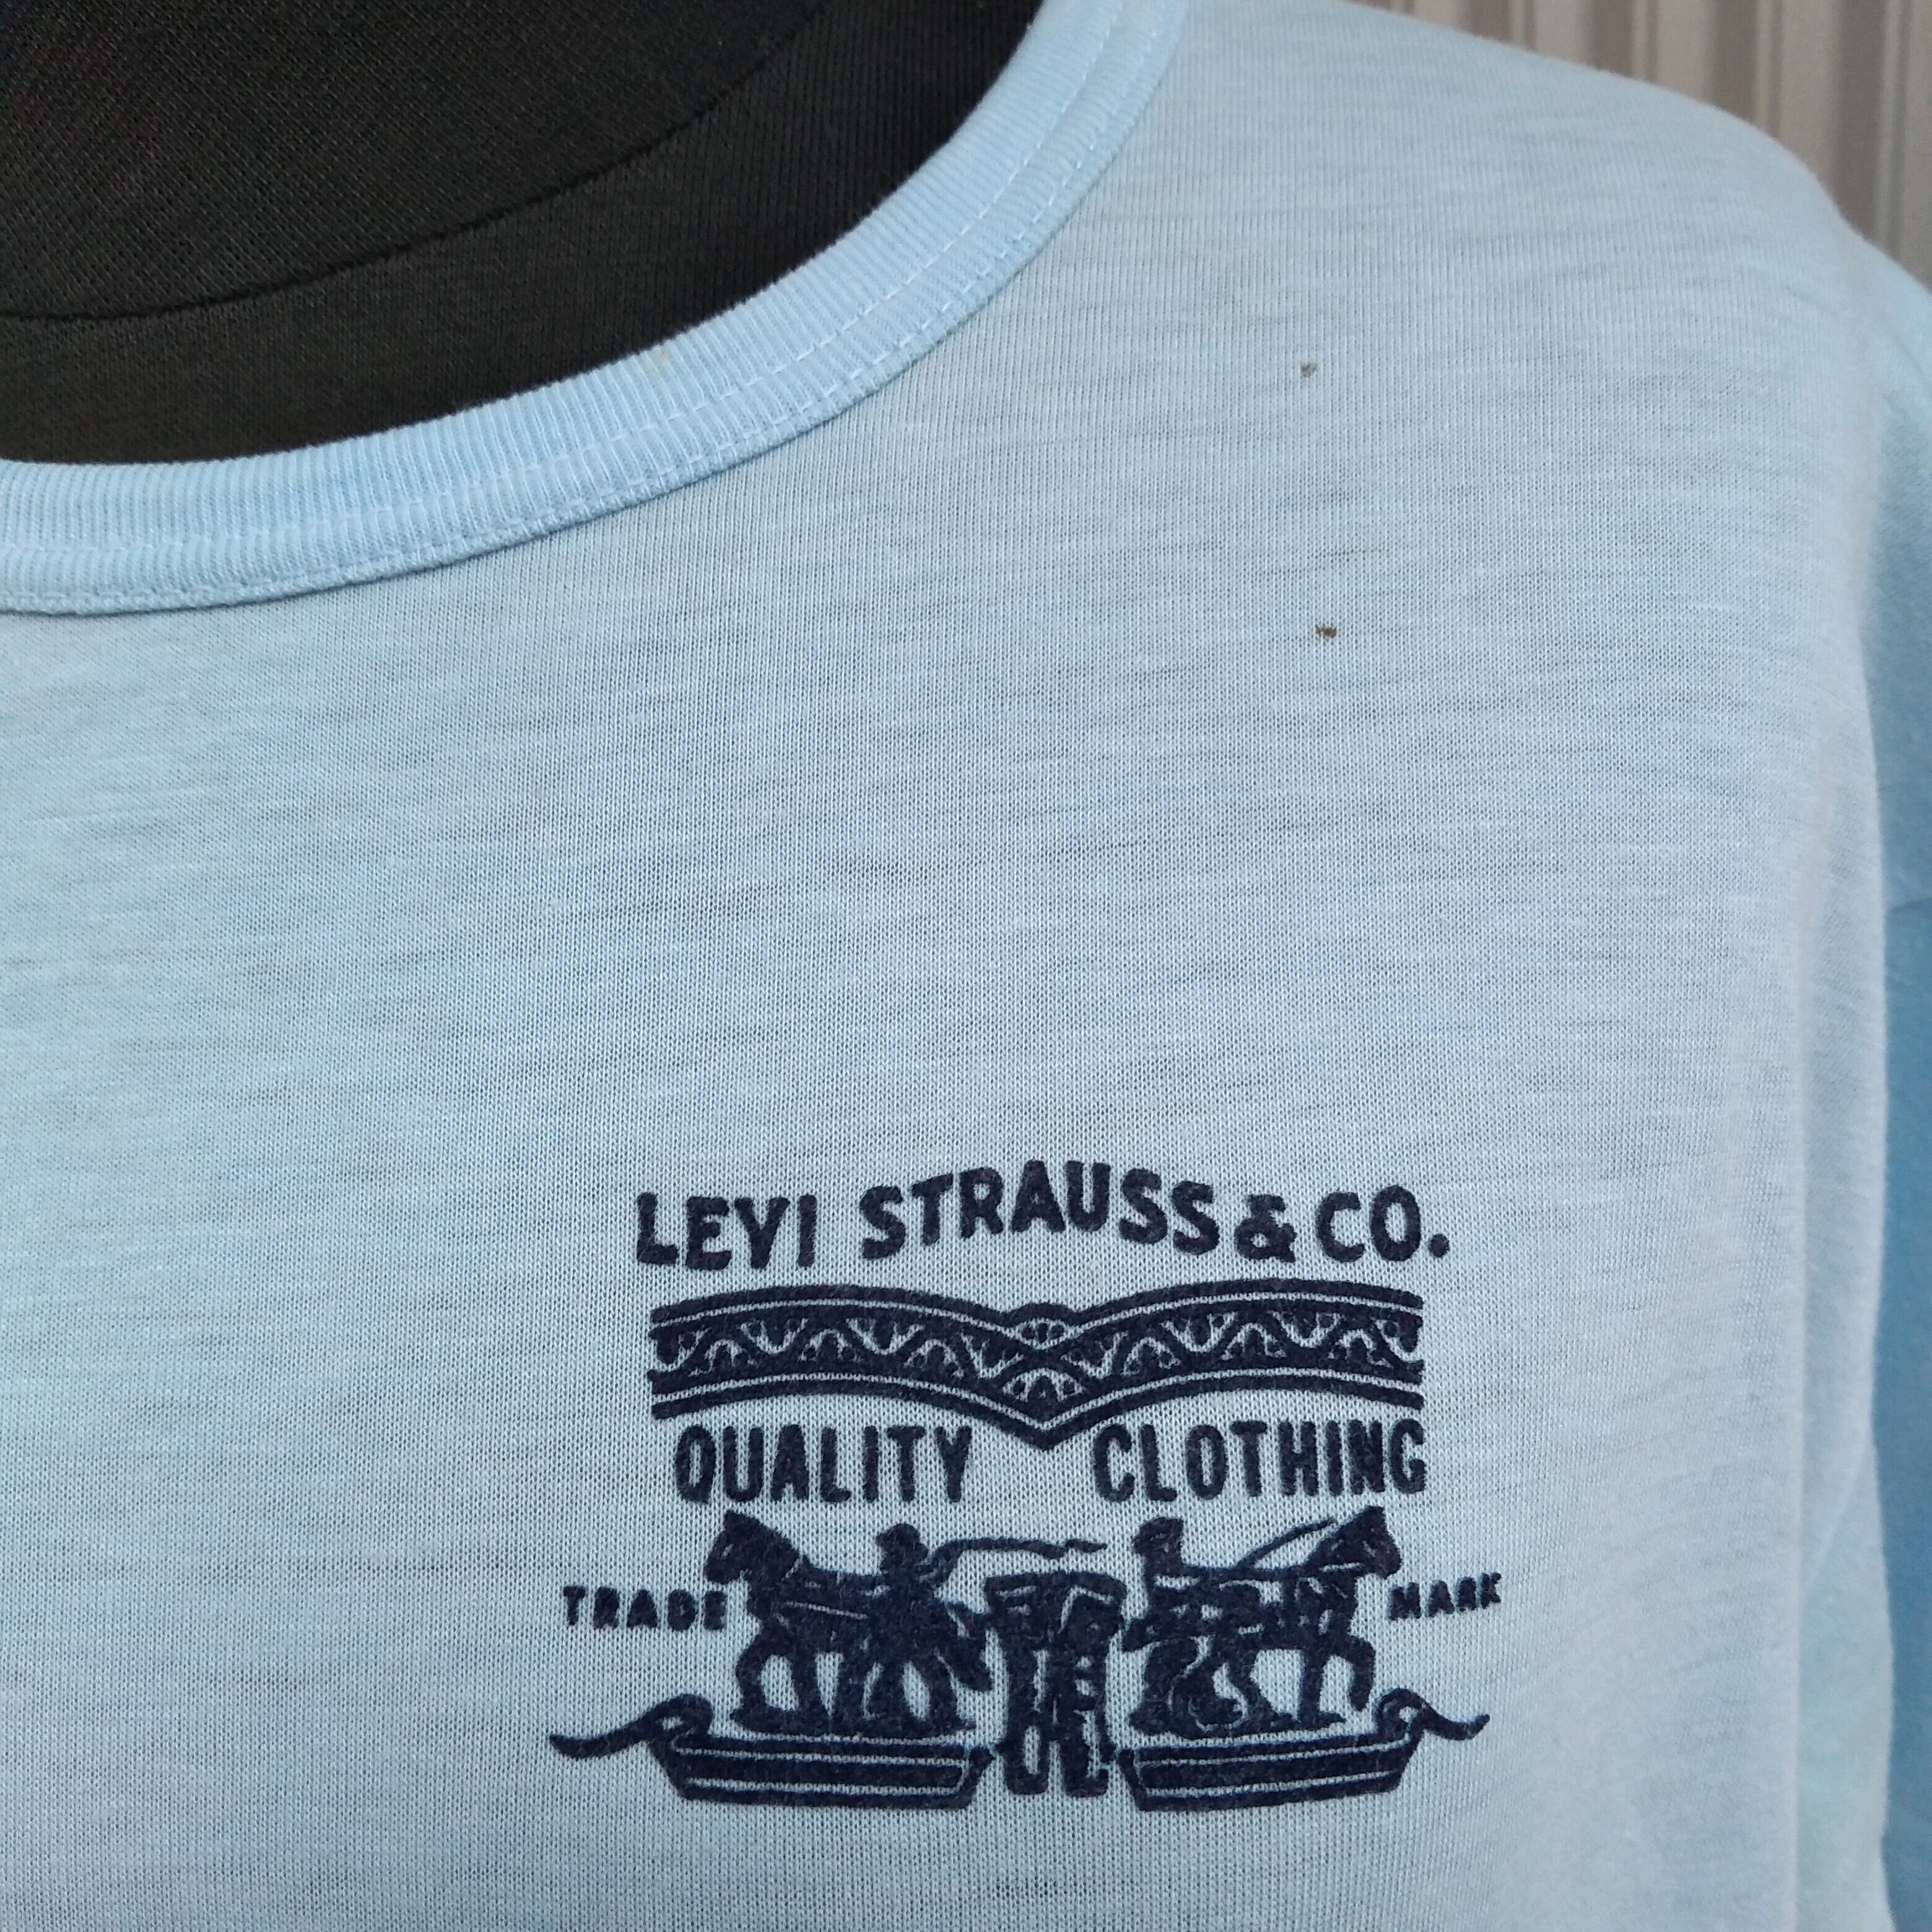 LEVI STRAUSS & CO.
QUALITY CLOTHING
TRADE MARK